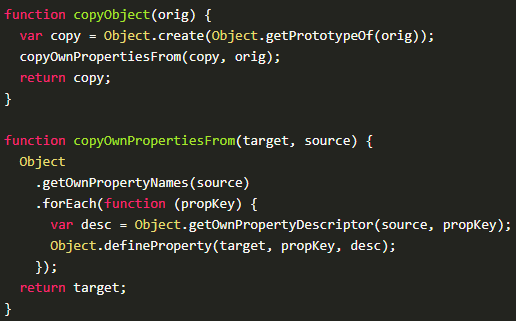 function copyObject(orig) {
  var copy = Object.create(Object.getPrototypeOf(orig));
  copyOwnPropertiesFrom(copy, orig);
  return copy;
}

function copyOwnPropertiesFrom(target, source) {
  Object
    .getOwnPropertyNames(source)
    .forEach(function (propKey) {
      var desc = Object.getOwnPropertyDescriptor(source, propKey);
      Object.defineProperty(target, propKey, desc);
    });
  return target;
}